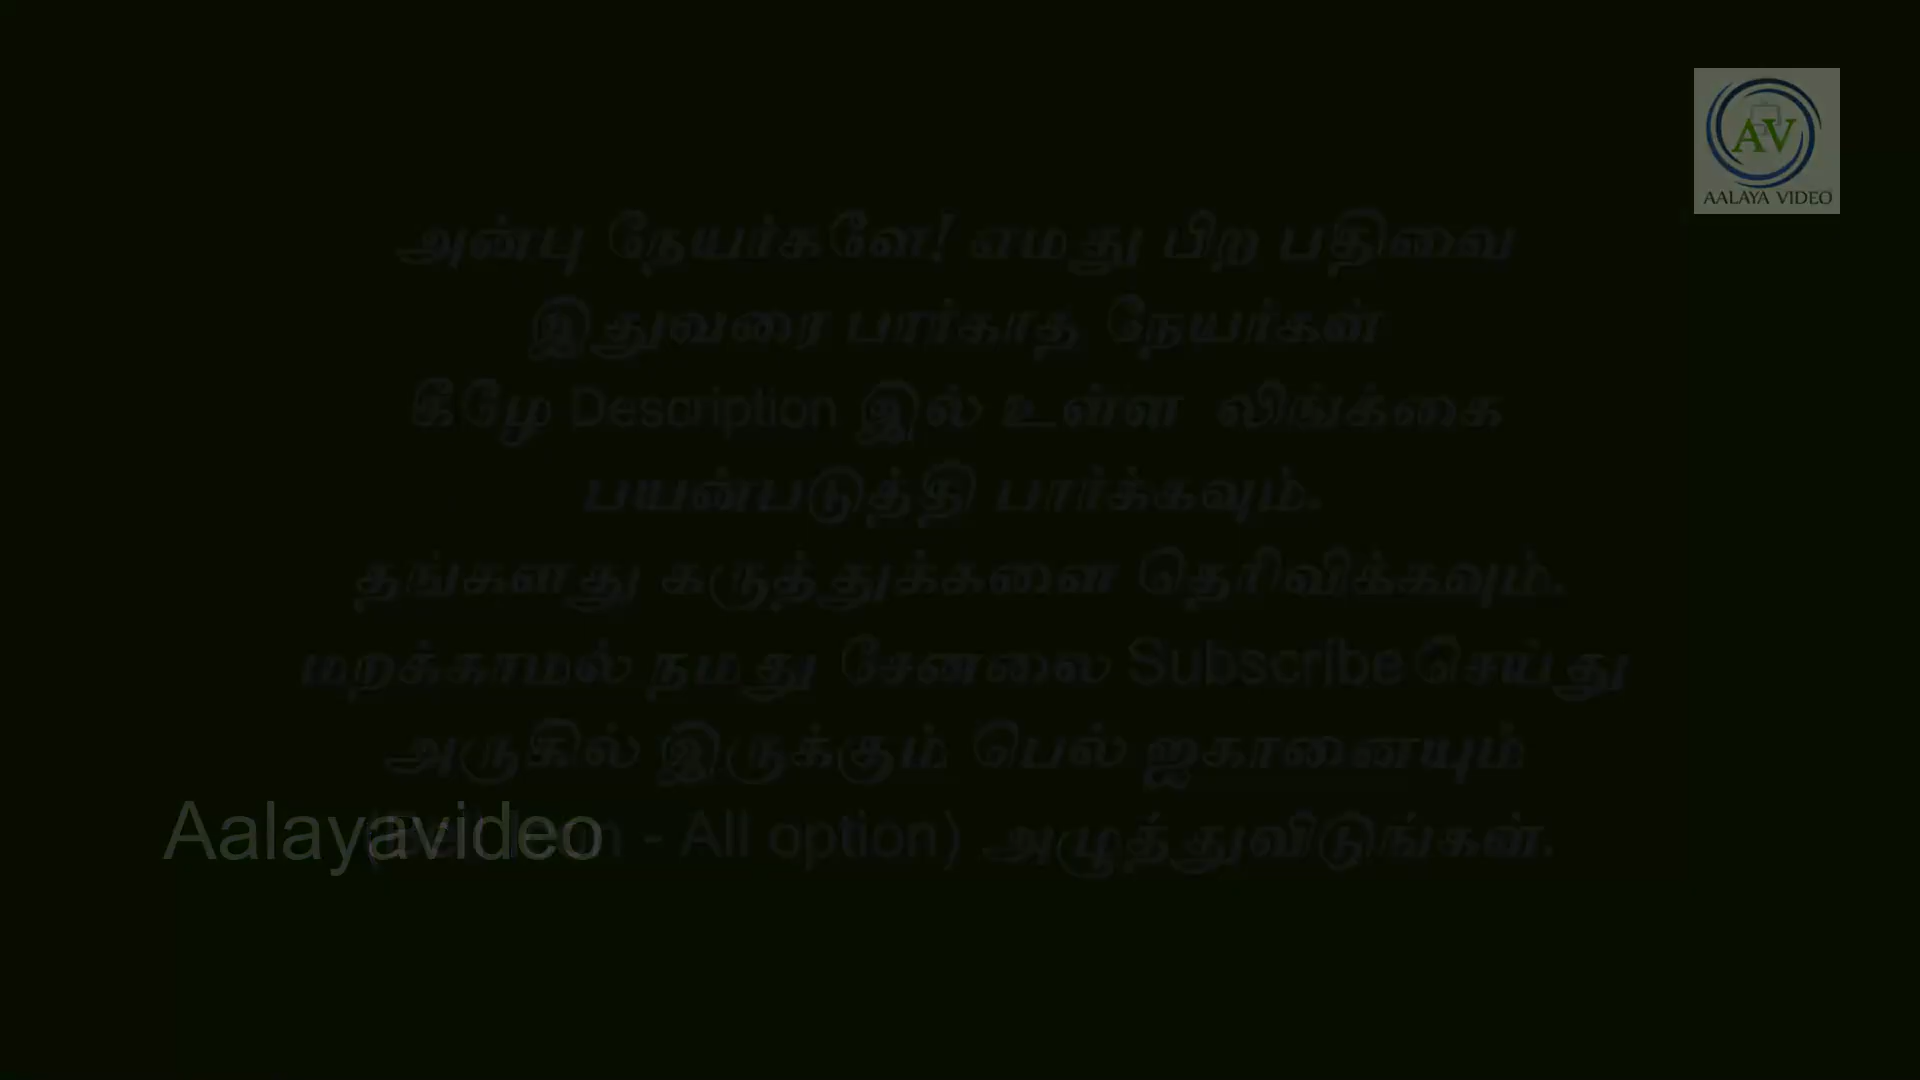 AV
AALAYA VIDEO
அன்பு நேயர்களே! எமது பிற பதிவை
இதுவரை பார்காத நேயர்கள்
கீழே Description இல் உள்ள லிங்க்கை
பயன்படுத்தி பார்க்கவும்.
தங்களது கருத்துக்களை தெரிவிக்கவும்.
மறக்காமல் நமது சேனலை Subscribe செய்து
அருகில் இருக்கும் பெல் ஐகானையும்
- All option) அழுத்துவிடுங்கள்.
Aalayavideo